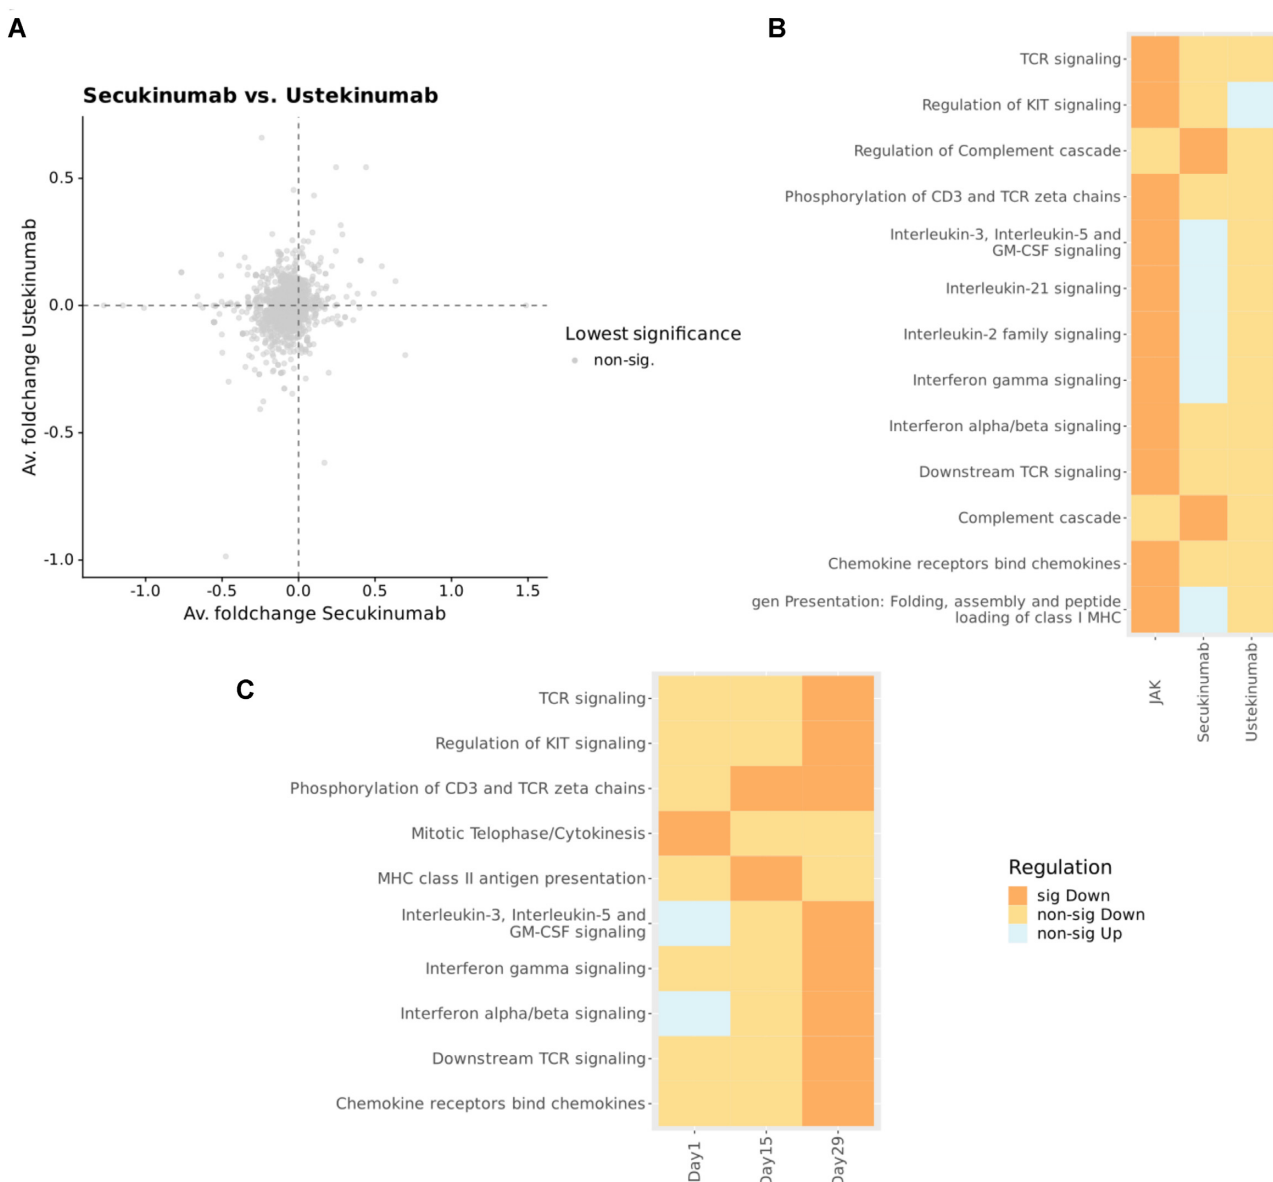 A
Secukinumab vs. Ustekinumab
Av. foldchange Ustekinumab
0.5
0.0
-0.5
-1.0
-1.0 -0.5 0.0 0.5 1.0 1.5
Av. foldchange Secukinumab
Lowest significance
non-sig.
B
TCR signaling
Regulation of KIT signaling
Regulation of Complement cascade
Phosphorylation of CD3 and TCR zeta chains
Interleukin-3, Interleukin-5 and
GM-CSF signaling
Interleukin-21 signaling
Interleukin-2 family signaling
Interferon gamma signaling
Interferon alpha/beta signaling
Downstream TCR signaling
Complement cascade
Chemokine receptors bind chemokines
gen Presentation: Folding, assembly and peptide
loading of class I MHC
JAK
Secukinumab
Ustekinumab
C
TCR signaling
Regulation of KIT signaling
Phosphorylation of CD3 and TCR zeta chains
Mitotic Telophase/Cytokinesis
MHC class II antigen presentation
Interleukin-3, Interleukin-5 and
GM-CSF signaling
Interferon gamma signaling
Interferon alpha/beta signaling
Downstream TCR signaling
Chemokine receptors bind chemokines
Day1
Day15
Day29
Regulation
sig Down
non-sig Down
non-sig Up